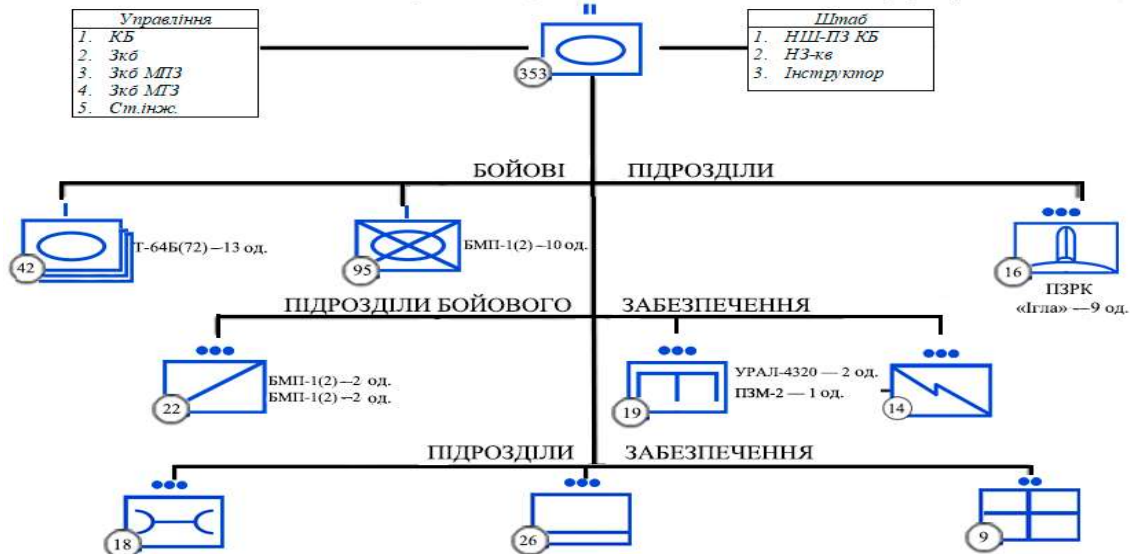 Управління
1. КБ
2. Зкб
3. Зкб МПЗ
4. Зкб МТЗ
5. Ст.інж.
353
Штаб
1. НШ-ПЗ КБ
2. НЗ-кв
3. Інструктор
БОЙОВІ ПІДРОЗДІЛИ
42
Т-64Б(72) – 13 од.
95
БМП-1(2) – 10 од.
16
ПЗРК
«Ігла» — 9 од.
ПІДРОЗДІЛИ БОЙОВОГО ЗАБЕЗПЕЧЕННЯ
22
БМП-1(2) – 2 од.
БМП-1(2) – 2 од.
19
УРАЛ-4320 — 2 од.
ПЗМ-2 — 1 од.
14
ПІДРОЗДІЛИ ЗАБЕЗПЕЧЕННЯ
18
26
9